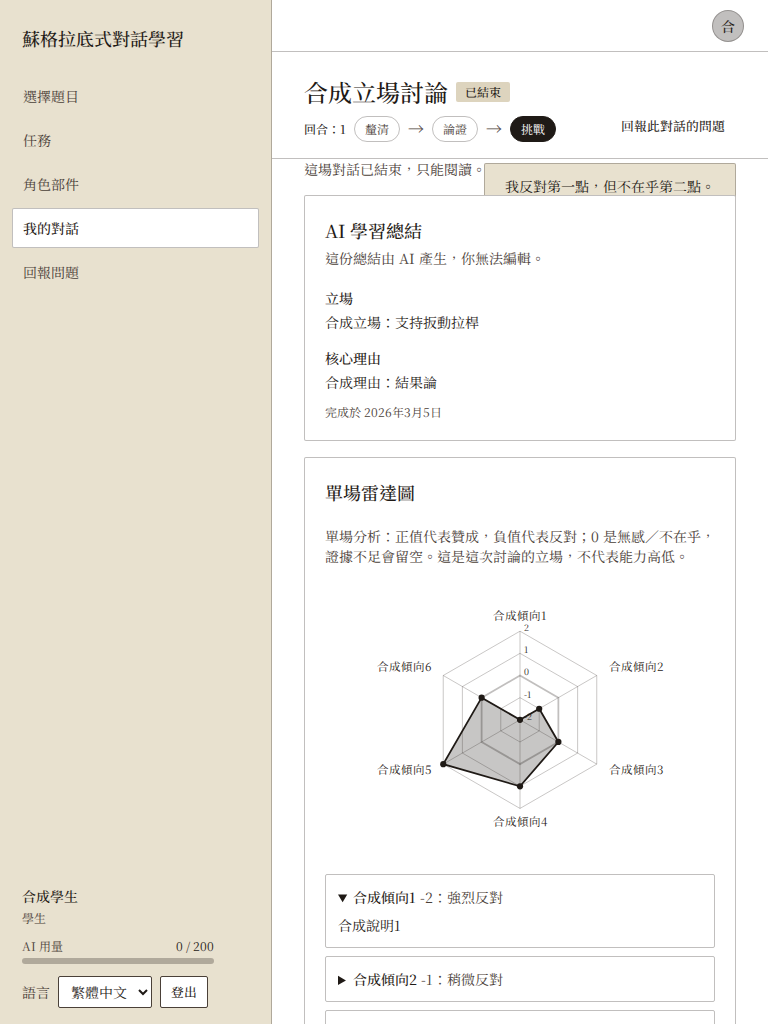 蘇格拉底式對話學習
選擇題目
任務
角色部件
我的對話
回報問題
合成學生
學生
AI 用量 0 / 200
語言 繁體中文 登出
合
合成立場討論 已結束
回合：1 釐清 → 論證 → 挑戰
回報此對話的問題
這場對話已結束，只能閱讀。
我反對第一點，但不在乎第二點。
AI 學習總結
這份總結由 AI 產生，你無法編輯。
立場
合成立場：支持扳動拉桿
核心理由
合成理由：結果論
完成於 2026年3月5日
單場雷達圖
單場分析：正值代表贊成，負值代表反對；0 是無感／不在乎，
證據不足會留空。這是這次討論的立場，不代表能力高低。
合成傾向1
2
1
0
-1
-2
合成傾向2
合成傾向3
合成傾向4
合成傾向5
合成傾向6
▼ 合成傾向1 -2：強烈反對
合成說明1
▶ 合成傾向2 -1：稍微反對